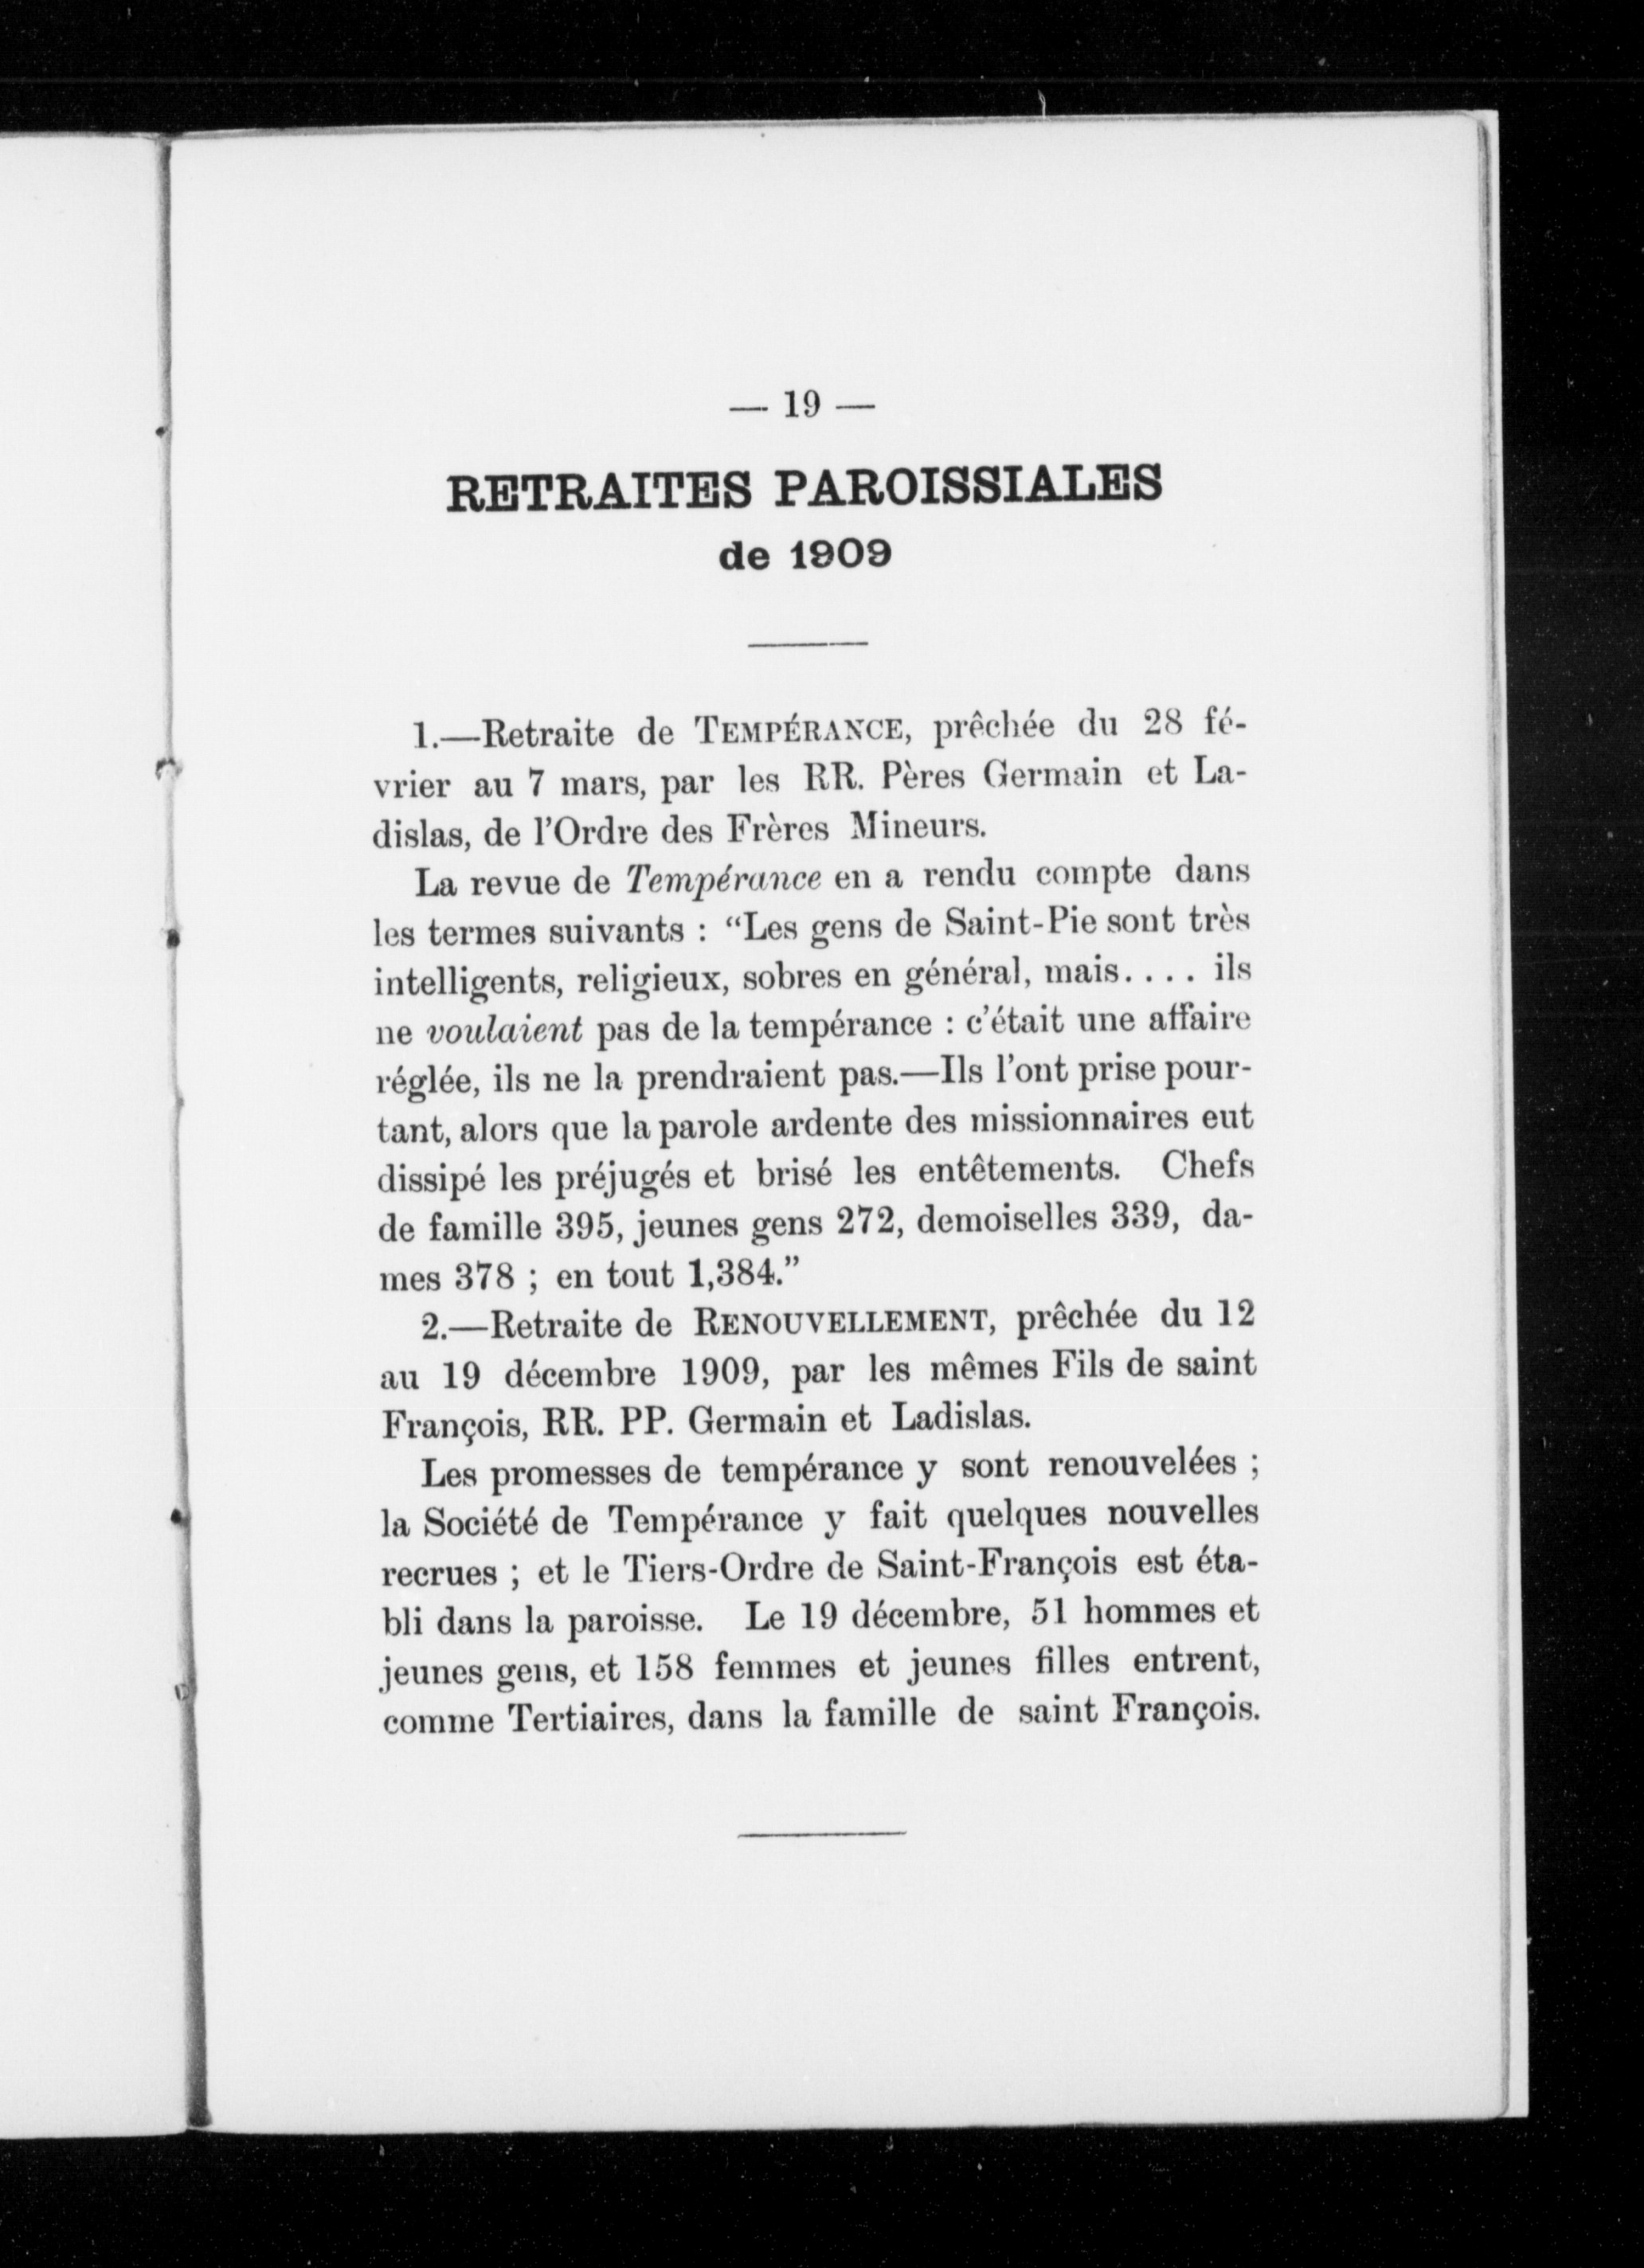 — 19 —
RETRAITES PAROISSIALES
de 1909
1.—Retraite de TEMPÉRANCE, prêchée du 28 fé-
vrier au 7 mars, par les RR. Pères Germain et La-
dislas, de l'Ordre des Frères Mineurs.
La revue de Tempérance en a rendu compte dans
les termes suivants : “Les gens de Saint-Pie sont très
intelligents, religieux, sobres en général, mais.... ils
ne voulaient pas de la tempérance : c'était une affaire
réglée, ils ne la prendraient pas.—Ils l'ont prise pour-
tant, alors que la parole ardente des missionnaires eut
dissipé les préjugés et brisé les entêtements. Chefs
de famille 395, jeunes gens 272, demoiselles 339, da-
mes 378 ; en tout 1,384.”
2.—Retraite de RENOUVELLEMENT, prêchée du 12
au 19 décembre 1909, par les mêmes Fils de saint
François, RR. PP. Germain et Ladislas.
Les promesses de tempérance y sont renouvelées ;
la Société de Tempérance y fait quelques nouvelles
recrues ; et le Tiers-Ordre de Saint-François est éta-
bli dans la paroisse. Le 19 décembre, 51 hommes et
jeunes gens, et 158 femmes et jeunes filles entrent,
comme Tertiaires, dans la famille de saint François.